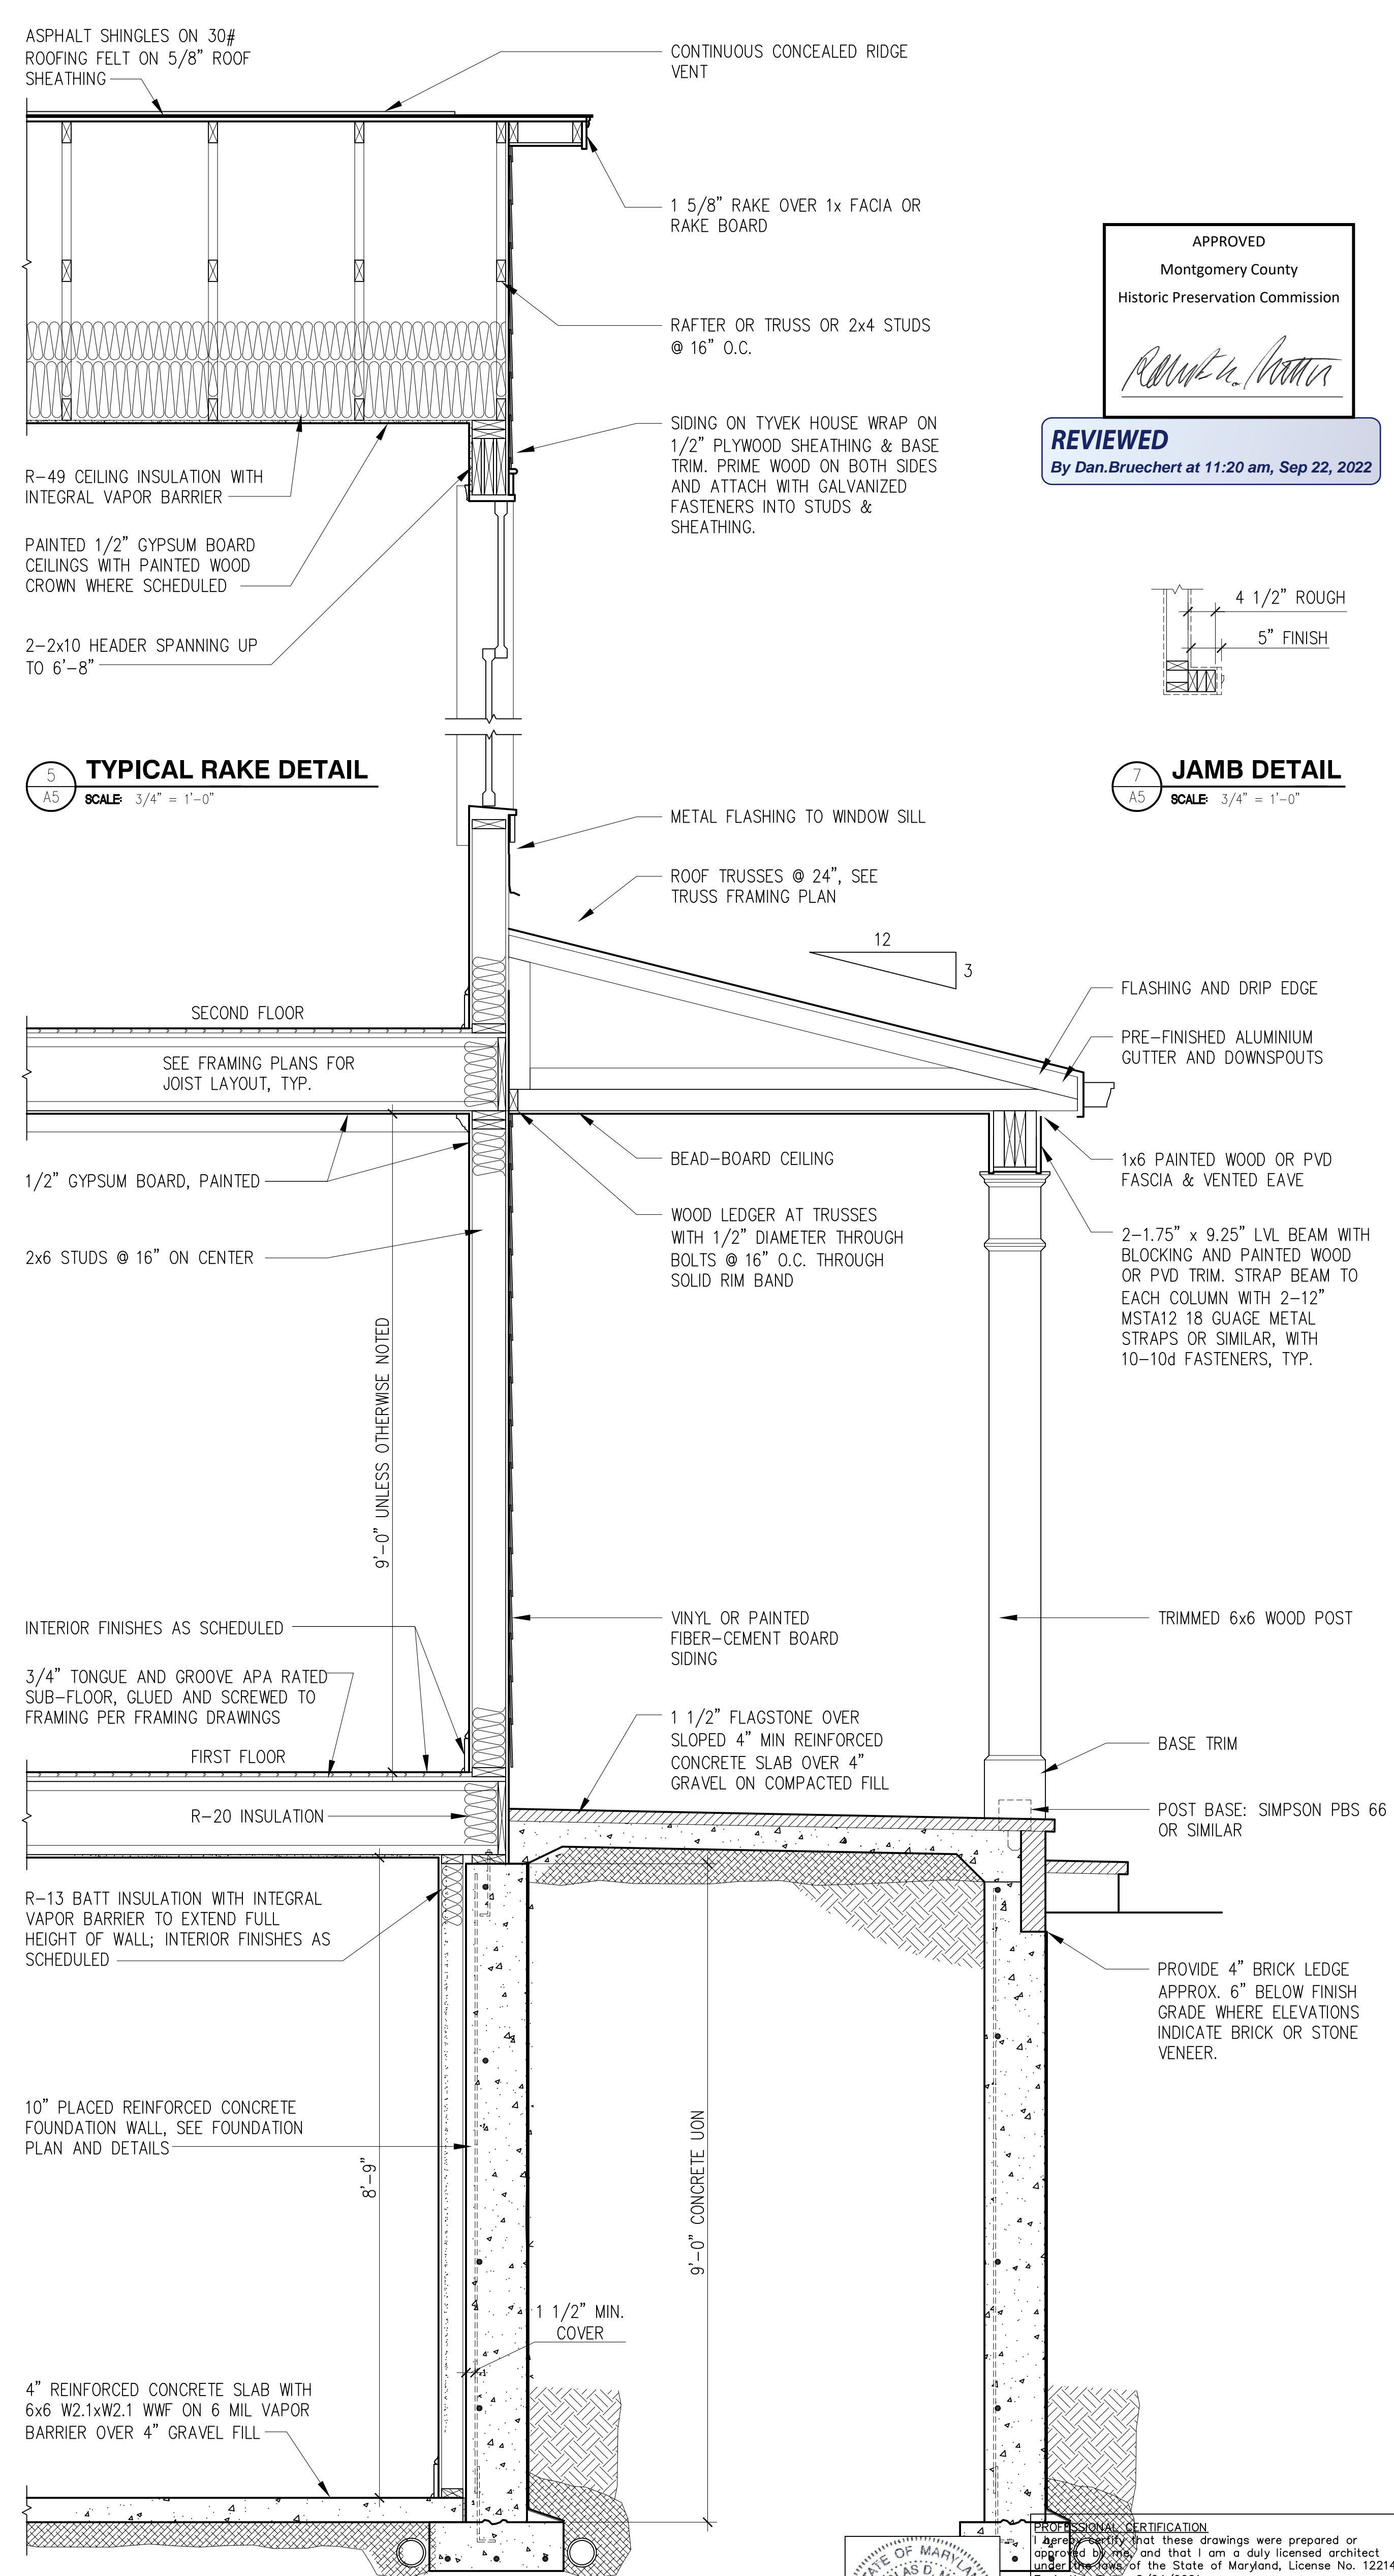 ASPHALT SHINGLES ON 30#
ROOFING FELT ON 5/8” ROOF
SHEATHING
CONTINUOUS CONCEALED RIDGE
VENT
1 5/8” RAKE OVER 1x FACIA OR
RAKE BOARD
APPROVED
Montgomery County
Historic Preservation Commission
REVIEWED
By Dan.Bruechert at 11:20 am, Sep 22, 2022
RAFTER OR TRUSS OR 2x4 STUDS
@ 16” O.C.
SIDING ON TYVEK HOUSE WRAP ON
1/2” PLYWOOD SHEATHING & BASE
TRIM. PRIME WOOD ON BOTH SIDES
AND ATTACH WITH GALVANIZED
FASTENERS INTO STUDS &
SHEATHING.
R-49 CEILING INSULATION WITH
INTEGRAL VAPOR BARRIER
PAINTED 1/2” GYPSUM BOARD
CEILINGS WITH PAINTED WOOD
CROWN WHERE SCHEDULED
2-2x10 HEADER SPANNING UP
TO 6’-8”
4 1/2” ROUGH
5” FINISH
5
A5
TYPICAL RAKE DETAIL
SCALE: 3/4” = 1’-0”
7
A5
JAMB DETAIL
SCALE: 3/4” = 1’-0”
METAL FLASHING TO WINDOW SILL
ROOF TRUSSES @ 24”, SEE
TRUSS FRAMING PLAN
12
3
FLASHING AND DRIP EDGE
PRE-FINISHED ALUMINIUM
GUTTER AND DOWNSPOUTS
SECOND FLOOR
SEE FRAMING PLANS FOR
JOIST LAYOUT, TYP.
1/2” GYPSUM BOARD, PAINTED
2x6 STUDS @ 16” ON CENTER
BEAD-BOARD CEILING
WOOD LEDGER AT TRUSSES
WITH 1/2” DIAMETER THROUGH
BOLTS @ 16” O.C. THROUGH
SOLID RIM BAND
1x6 PAINTED WOOD OR PVD
FASCIA & VENTED EAVE
2-1.75” x 9.25” LVL BEAM WITH
BLOCKING AND PAINTED WOOD
OR PVD TRIM. STRAP BEAM TO
EACH COLUMN WITH 2-12”
MSTA12 18 GUAGE METAL
STRAPS OR SIMILAR, WITH
10-10d FASTENERS, TYP.
9’-0” UNLESS OTHERWISE NOTED
INTERIOR FINISHES AS SCHEDULED
3/4” TONGUE AND GROOVE APA RATED
SUB-FLOOR, GLUED AND SCREWED TO
FRAMING PER FRAMING DRAWINGS
FIRST FLOOR
R-20 INSULATION
VINYL OR PAINTED
FIBER-CEMENT BOARD
SIDING
1 1/2” FLAGSTONE OVER
SLOPED 4” MIN REINFORCED
CONCRETE SLAB OVER 4”
GRAVEL ON COMPACTED FILL
TRIMMED 6x6 WOOD POST
BASE TRIM
POST BASE: SIMPSON PBS 66
OR SIMILAR
R-13 BATT INSULATION WITH INTEGRAL
VAPOR BARRIER TO EXTEND FULL
HEIGHT OF WALL; INTERIOR FINISHES AS
SCHEDULED
PROVIDE 4” BRICK LEDGE
APPROX. 6” BELOW FINISH
GRADE WHERE ELEVATIONS
INDICATE BRICK OR STONE
VENEER.
10” PLACED REINFORCED CONCRETE
FOUNDATION WALL, SEE FOUNDATION
PLAN AND DETAILS
8’-9”
9’-0” CONCRETE UON
1 1/2” MIN.
COVER
4” REINFORCED CONCRETE SLAB WITH
6x6 W2.1xW2.1 WWF ON 6 MIL VAPOR
BARRIER OVER 4” GRAVEL FILL
PROFESSIONAL CERTIFICATION
I hereby certify that these drawings were prepared or
approved by me, and that I am a duly licensed architect
under the laws of the State of Maryland, License No. 12214